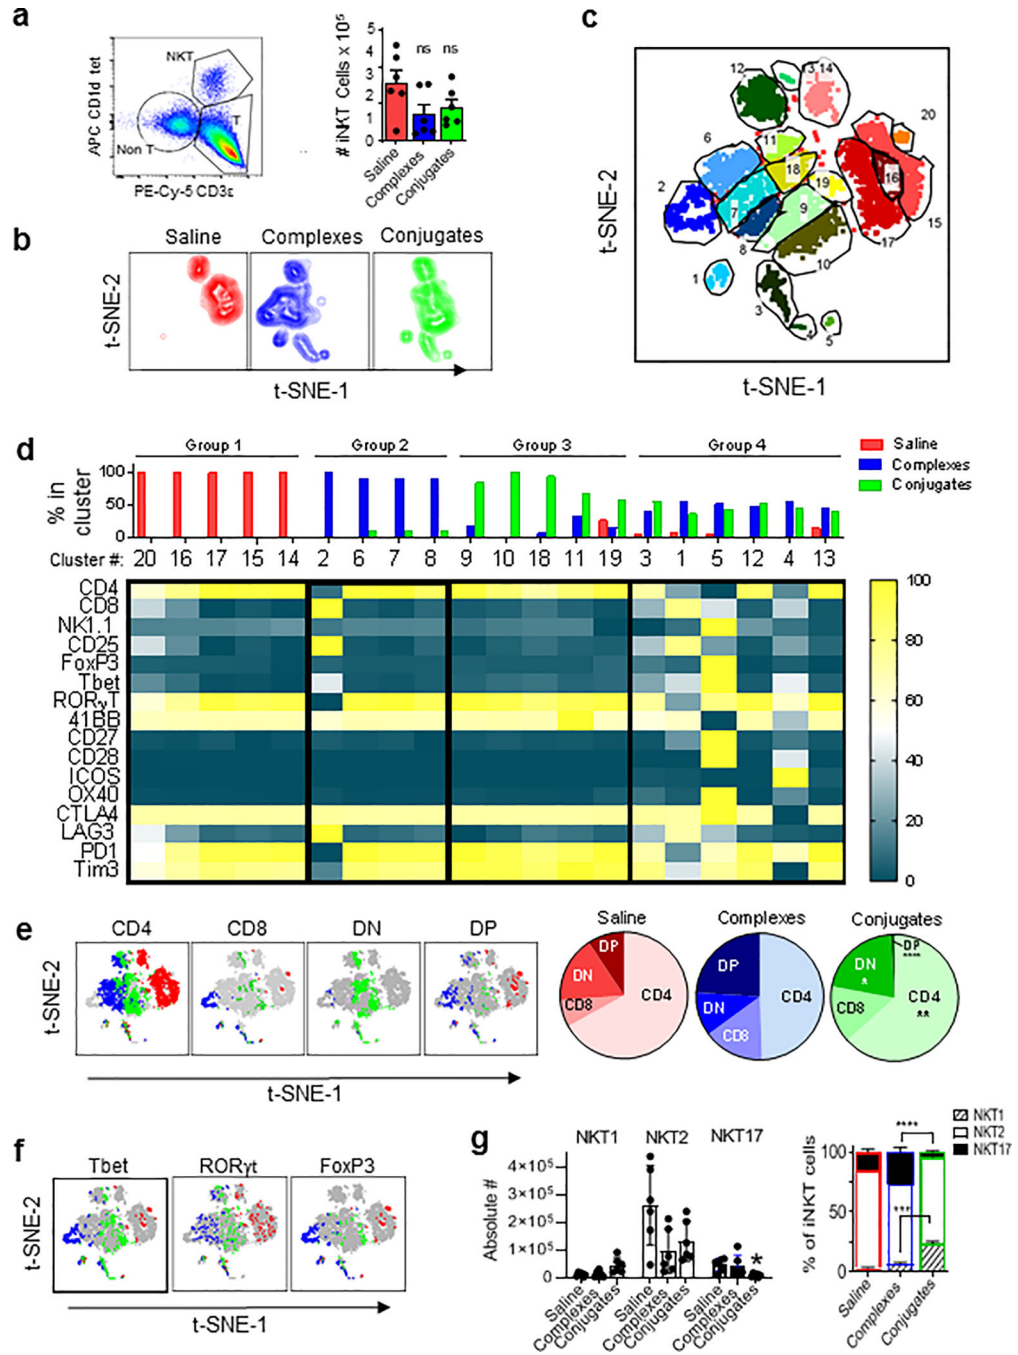 a
APC CD1d tet
NKT
T
Non T
PE-Cy-5 CD3ε
# iNKT Cells x 10⁵
5
4
3
2
1
0
ns ns
Saline
Complexes
Conjugates
b
Saline Complexes Conjugates
t-SNE-2
t-SNE-1
c
t-SNE-2
12
13 14
20
6
11
18
16
2
19
7
9
15
8
17
10
1
3
4
5
t-SNE-1
d
Group 1 Group 2 Group 3 Group 4
Saline
Complexes
Conjugates
% in cluster
100
50
0
Cluster #: 20 16 17 15 14 2 6 7 8 9 10 18 11 19 3 1 5 12 4 13
CD4
CD8
NK1.1
CD25
FoxP3
Tbet
RORγT
41BB
CD27
CD28
ICOS
OX40
CTLA4
LAG3
PD1
Tim3
100
80
60
40
20
0
e
CD4 CD8 DN DP
t-SNE-2
t-SNE-1
Saline Complexes Conjugates
DP
DN
CD8
CD4
DP
DN
CD8
CD4
DP
****
DN
*
CD8
CD4
**
f
Tbet RORγt FoxP3
t-SNE-2
t-SNE-1
g
NKT1 NKT2 NKT17
Absolute #
4×10⁵
3×10⁵
2×10⁵
1×10⁵
0
*
Saline
Complexes
Conjugates
Saline
Complexes
Conjugates
Saline
Complexes
Conjugates
NKT1
NKT2
NKT17
% of iNKT cells
100
50
0
****
***
Saline
Complexes
Conjugates